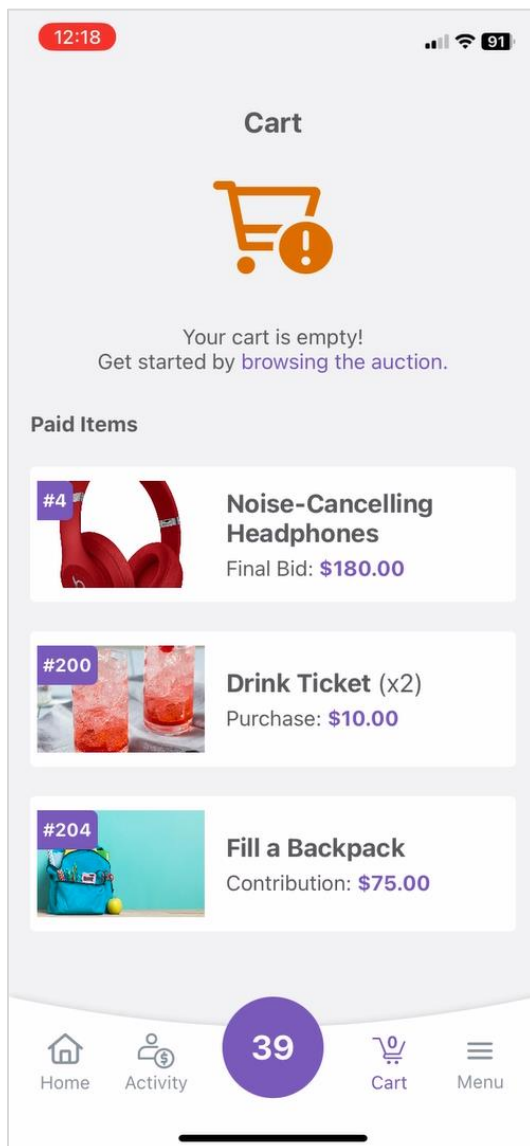 12:18
91
Cart
Your cart is empty!
Get started by browsing the auction.
Paid Items
#4
Noise-Cancelling
Headphones
Final Bid: $180.00
#200
Drink Ticket (x2)
Purchase: $10.00
#204
Fill a Backpack
Contribution: $75.00
39
0
Home
Activity
Cart
Menu